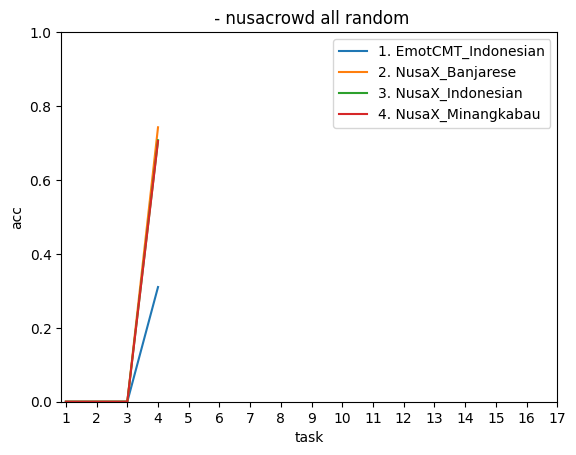 - nusacrowd all random
1. EmotCMT_Indonesian
2. NusaX_Banjarese
3. NusaX_Indonesian
4. NusaX_Minangkabau
1.0
0.8
0.6
0.4
0.2
0.0
acc
1 2 3 4 5 6 7 8 9 10 11 12 13 14 15 16 17
task